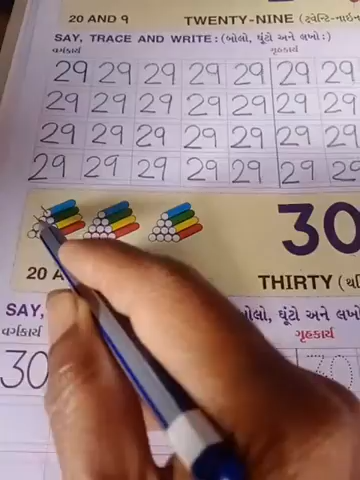 20 AND ૧ TWENTY-NINE
SAY, TRACE AND WRITE : (બોલો, ઘૂંટો અને લખો :)
વર્ગકાર્ય ગૃહકાર્ય
29 29 29 29 29 29 29
29 29 29 29 29 29 29
29 29 29 29 29 29 29
29 29 29 29 29 29 29
30
20 THIRTY
SAY, ઘૂંટો અને લખો
વર્ગકાર્ય ગૃહકાર્ય
30 30